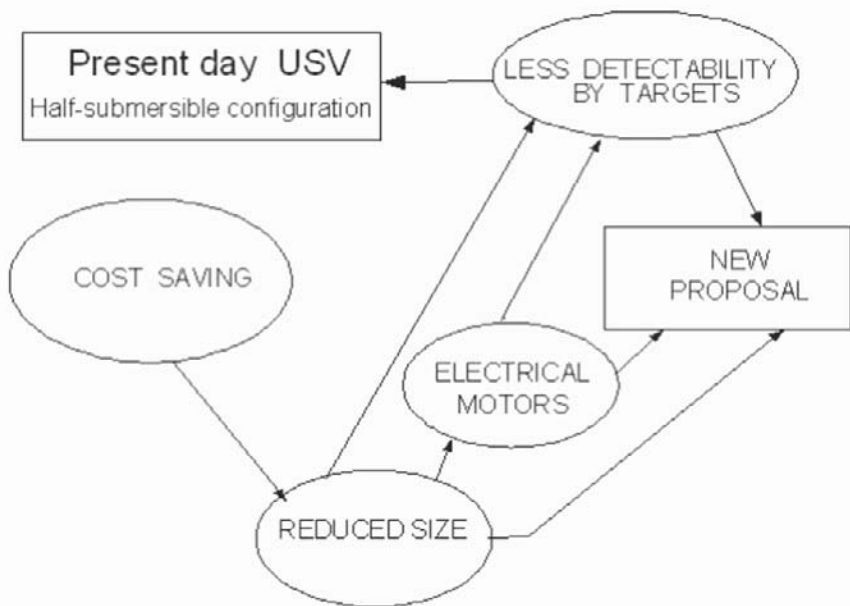 Present day USV
Half-submersible configuration
LESS DETECTABILITY
BY TARGETS
COST SAVING
NEW
PROPOSAL
ELECTRICAL
MOTORS
REDUCED SIZE